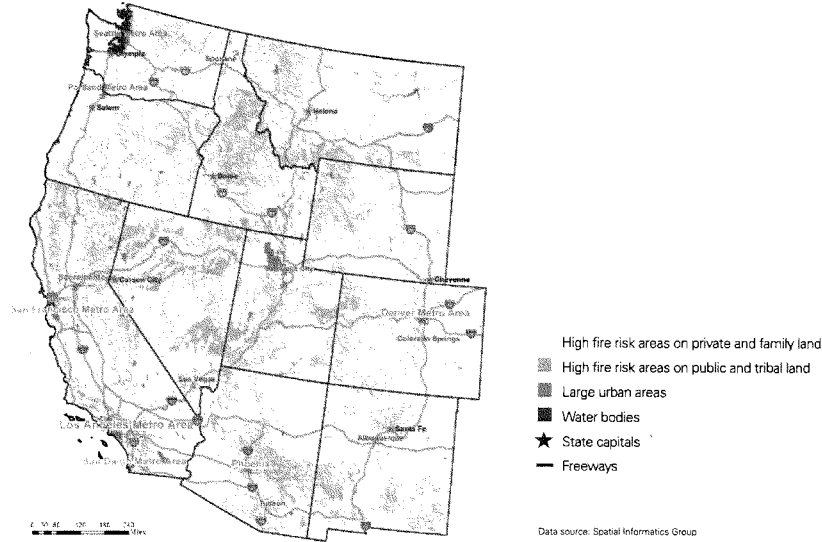 Seattle Metro Area
Olympia
Spokane
Portland Metro Area
Salem
Helena
Boise
Cheyenne
Carson City
San Francisco Metro Area
Denver Metro Area
Colorado Springs
Las Vegas
Los Angeles Metro Area
Santa Fe
Albuquerque
San Diego Metro Area
Phoenix
Tucson
High fire risk areas on private and family land
High fire risk areas on public and tribal land
Large urban areas
Water bodies
State capitals
Freeways
Miles
Data source: Spatial Informatics Group